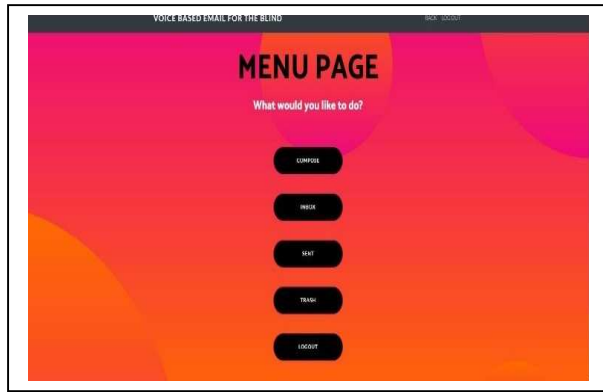 VOICE BASED EMAIL FOR THE BLIND BACK LOGOUT
MENU PAGE
What would you like to do?
COMPOSE
INBOX
SENT
TRASH
LOGOUT